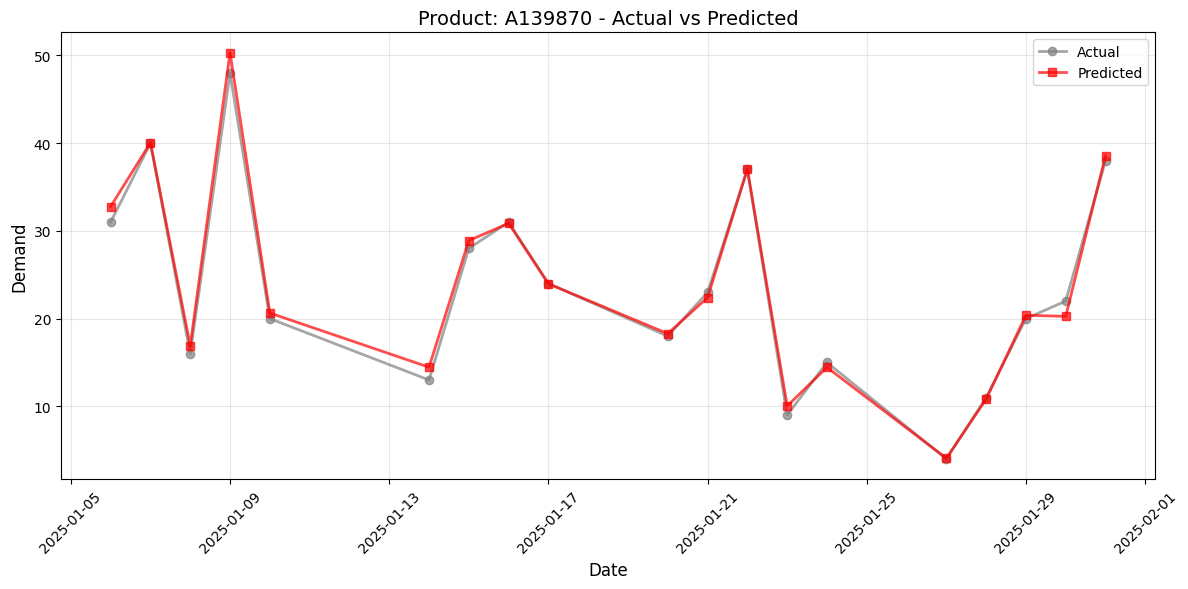 Product: A139870 - Actual vs Predicted
Actual
Predicted
Demand
50
40
30
20
10
2025-01-05
2025-01-09
2025-01-13
2025-01-17
2025-01-21
2025-01-25
2025-01-29
2025-02-01
Date